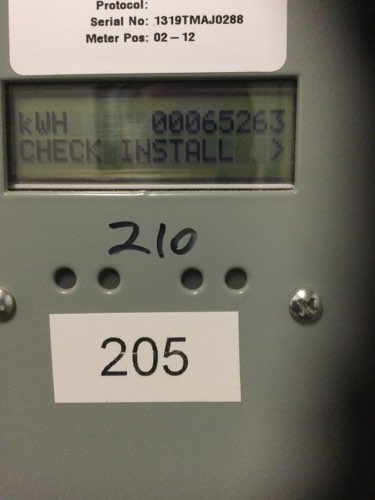 Protocol:
Serial No: 1319TMAJ0288
Meter Pos: 02-12
kWH 00065263
CHECK INSTALL >
210
205